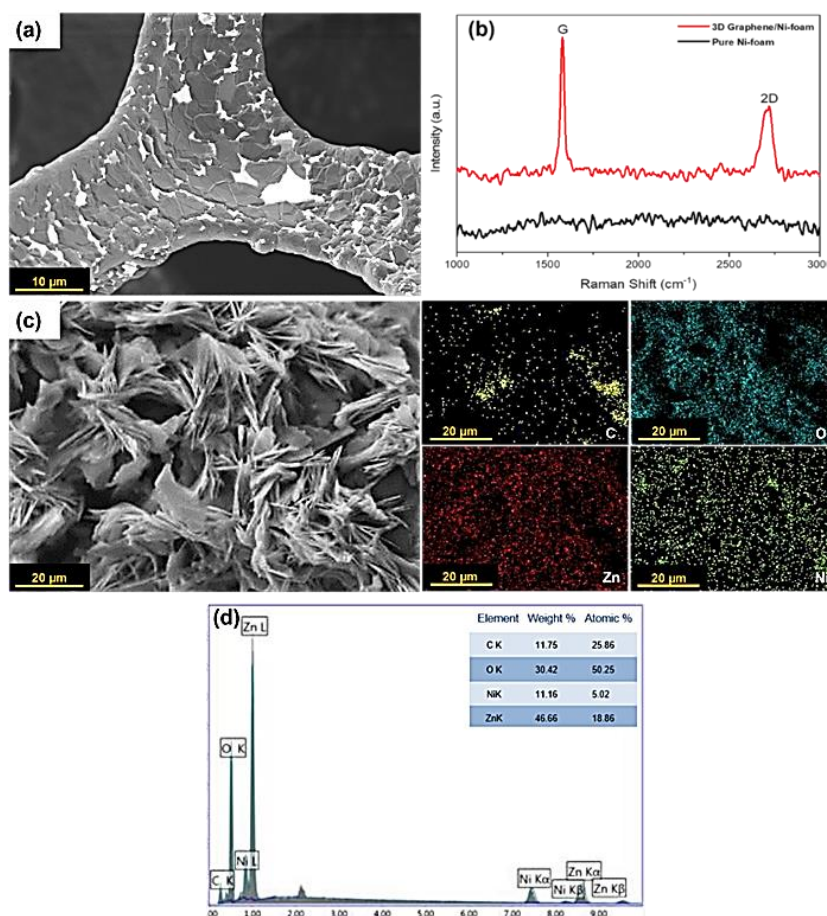 (a)
10 µm
(b)
G
3D Graphene/Ni-foam
Pure Ni-foam
2D
Intensity (a.u.)
1000 1500 2000 2500 300
Raman Shift (cm⁻¹)
(c)
20 µm
20 µm
C
20 µm
O
20 µm
Zn
20 µm
N
(d)
Zn L
O K
Ni L
C K
Ni Kα
Ni Kβ
Zn Kα
Zn Kβ
Element Weight % Atomic %
C K 11.75 25.86
O K 30.42 50.25
NiK 11.16 5.02
ZnK 46.66 18.86
.00 1.00 2.00 3.00 4.00 5.00 6.00 7.00 8.00 9.00